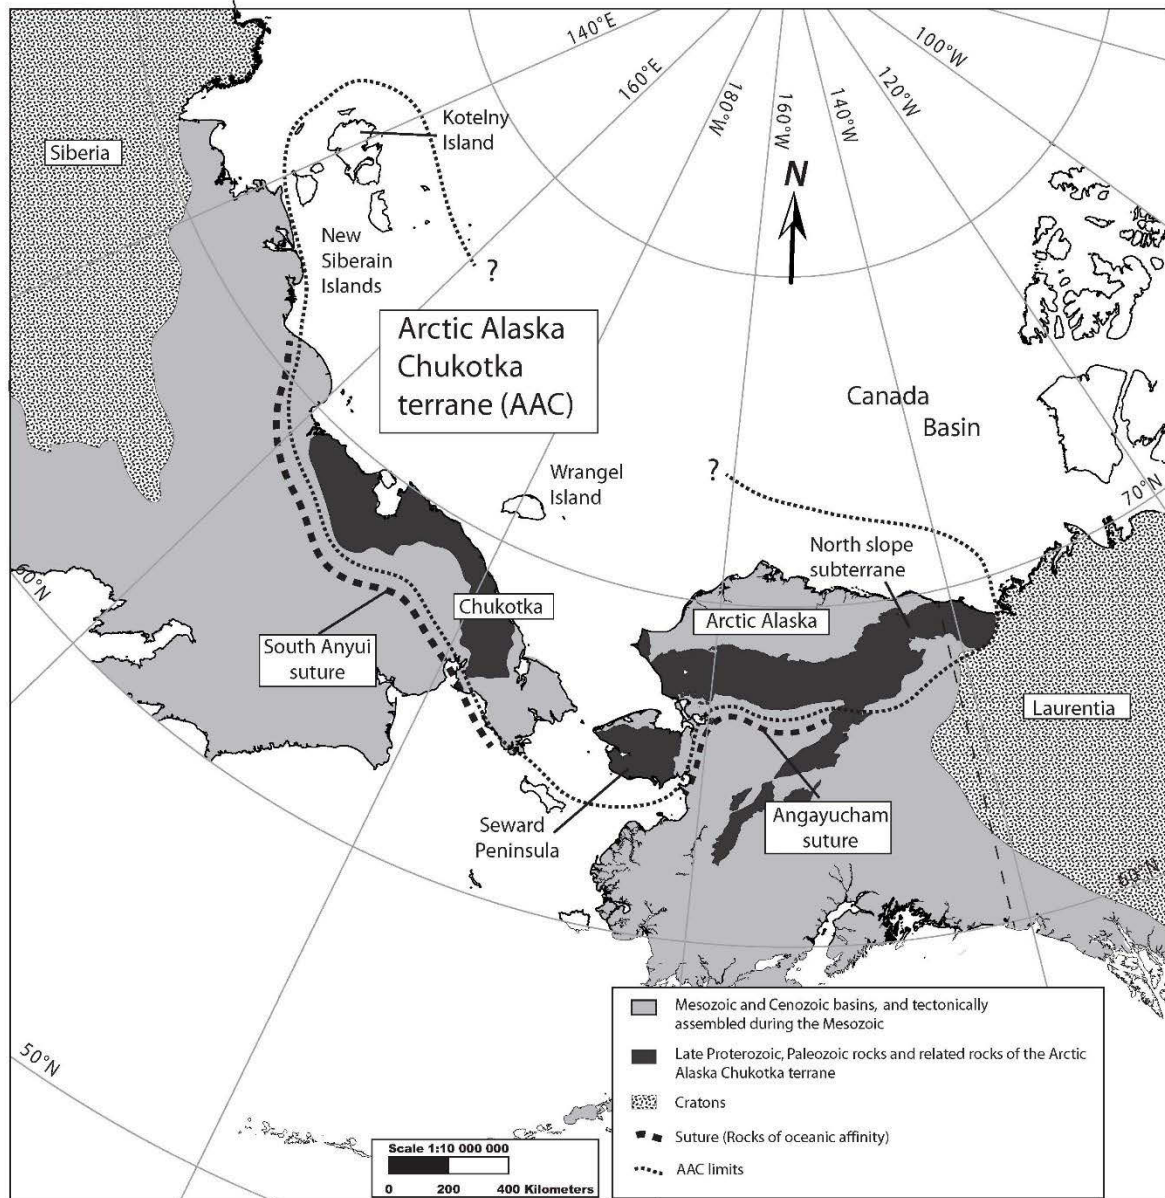 140°E
160°E
180°W
160°W
140°W
120°W
100°W
Kotelny
Island
Siberia
N
New
Siberain
Islands
?
Arctic Alaska
Chukotka
terrane (AAC)
Canada
Basin
Wrangel
Island
?
70°N
North slope
subterrane
60°N
Chukotka
Arctic Alaska
South Anyui
suture
Laurentia
Seward
Peninsula
Angayucham
suture
60°N
50°N
Mesozoic and Cenozoic basins, and tectonically
assembled during the Mesozoic
Late Proterozoic, Paleozoic rocks and related rocks of the Arctic
Alaska Chukotka terrane
Cratons
Suture (Rocks of oceanic affinity)
AAC limits
Scale 1:10 000 000
0 200 400 Kilometers